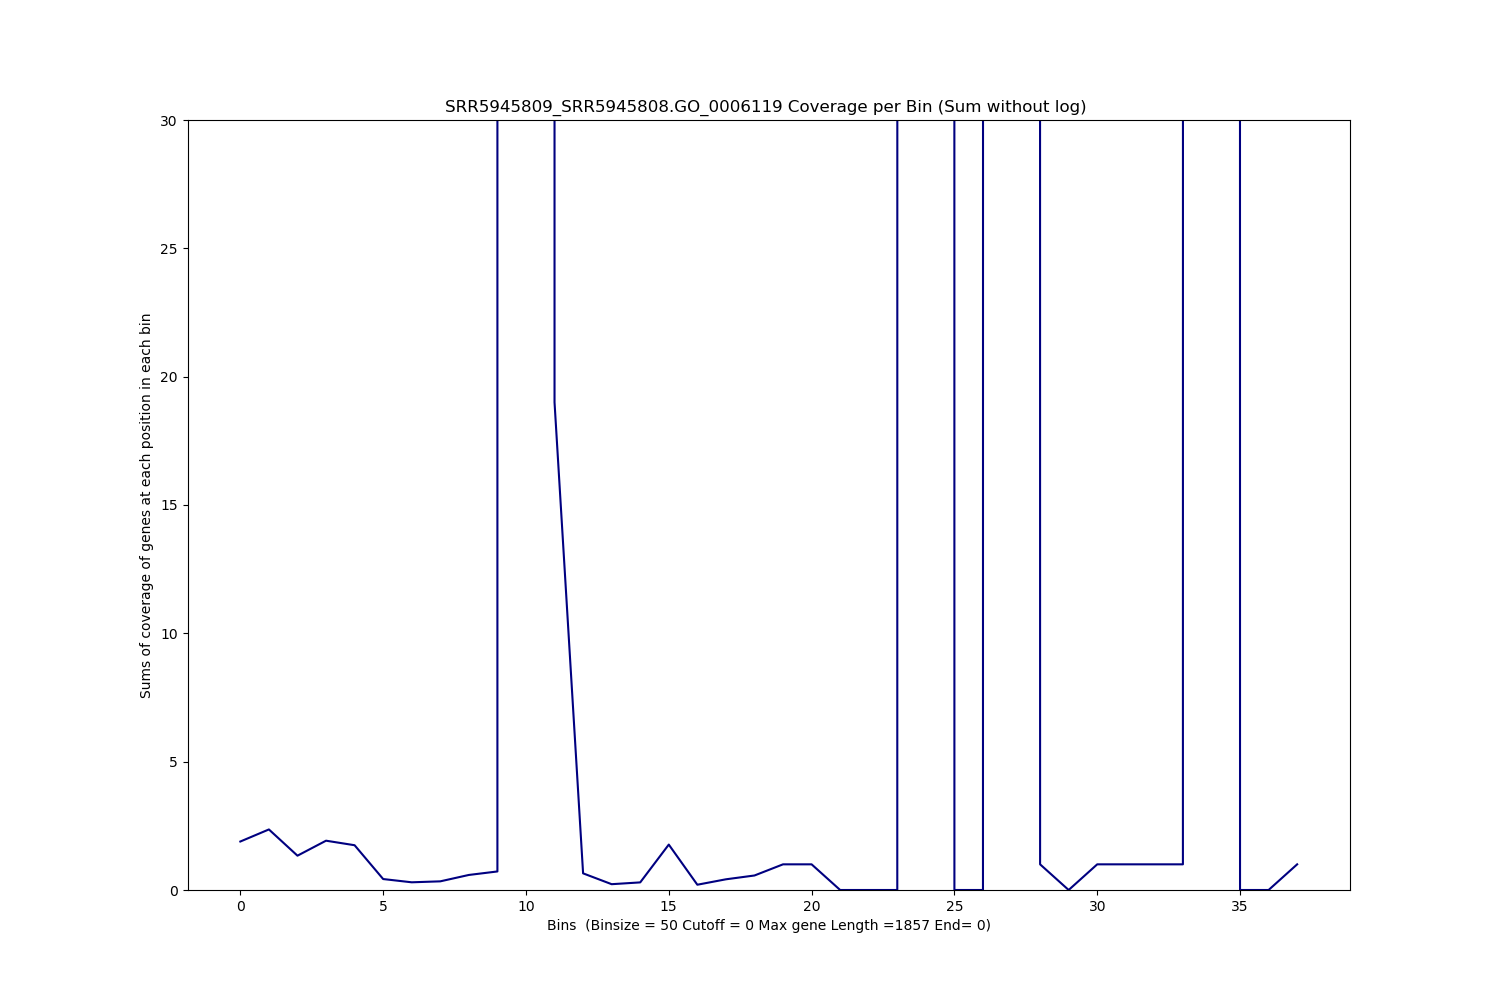 SRR5945809_SRR5945808.GO_0006119 Coverage per Bin (Sum without log)
Sums of coverage of genes at each position in each bin
30
25
20
15
10
5
0
0 5 10 15 20 25 30 35
Bins  (Binsize = 50 Cutoff = 0 Max gene Length =1857 End= 0)